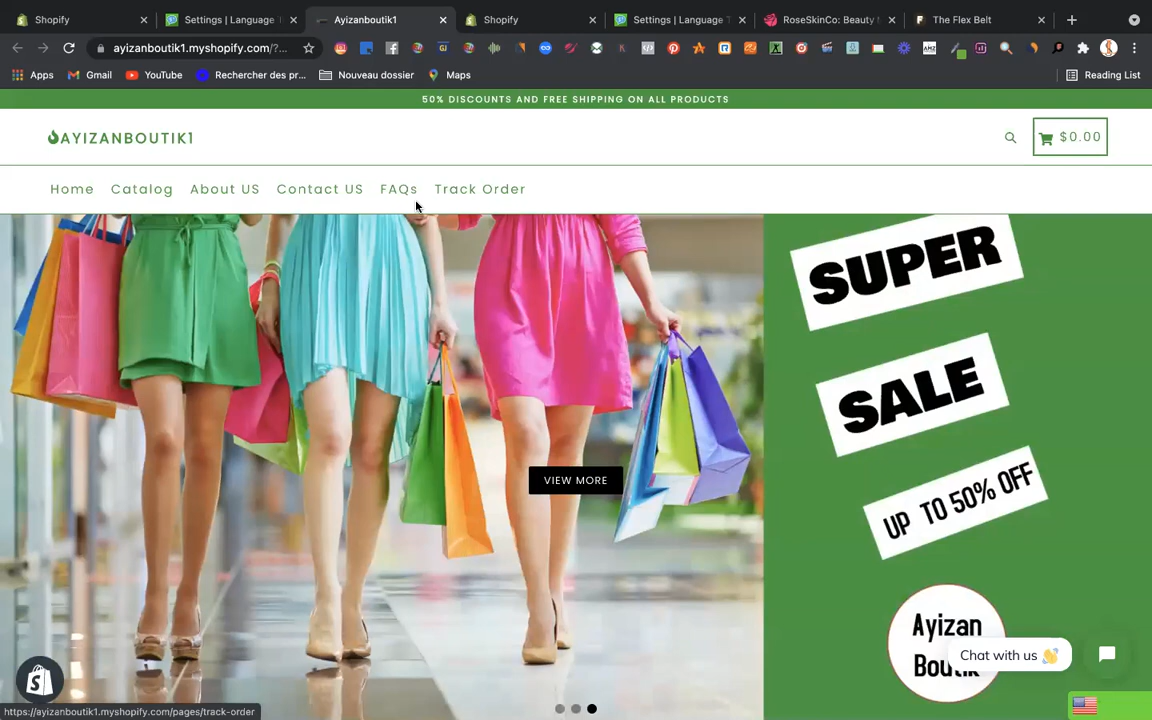 Shopify
Settings | Language
Ayizanboutik1
Shopify
Settings | Language
RoseSkinCo: Beauty
The Flex Belt
ayizanboutik1.myshopify.com/?...
Apps
Gmail
YouTube
Rechercher des pr...
Nouveau dossier
Maps
Reading List
50% DISCOUNTS AND FREE SHIPPING ON ALL PRODUCTS
AYIZANBOUTIK1
$0.00
Home
Catalog
About US
Contact US
FAQs
Track Order
SUPER
SALE
UP TO 50% OFF
VIEW MORE
Ayizan
Boutik
Chat with us 👋
https://ayizanboutik1.myshopify.com/pages/track-order